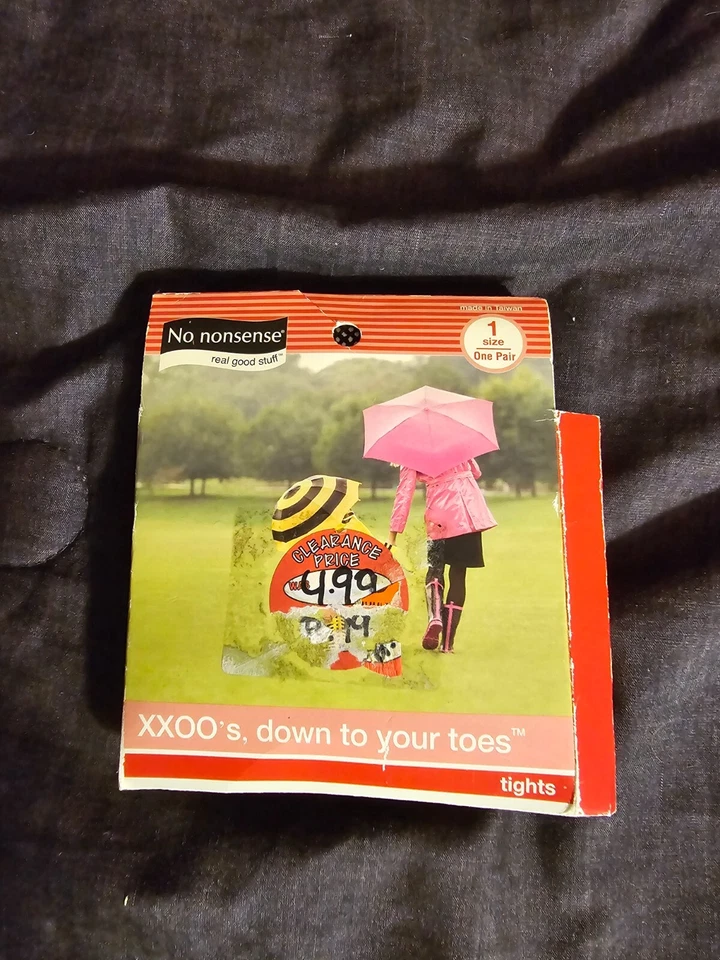 made in Taiwan
No nonsense®
real good stuff™
1
size
One Pair
CLEARANCE
PRICE
4.99
XXOO's, down to your toes™
tights